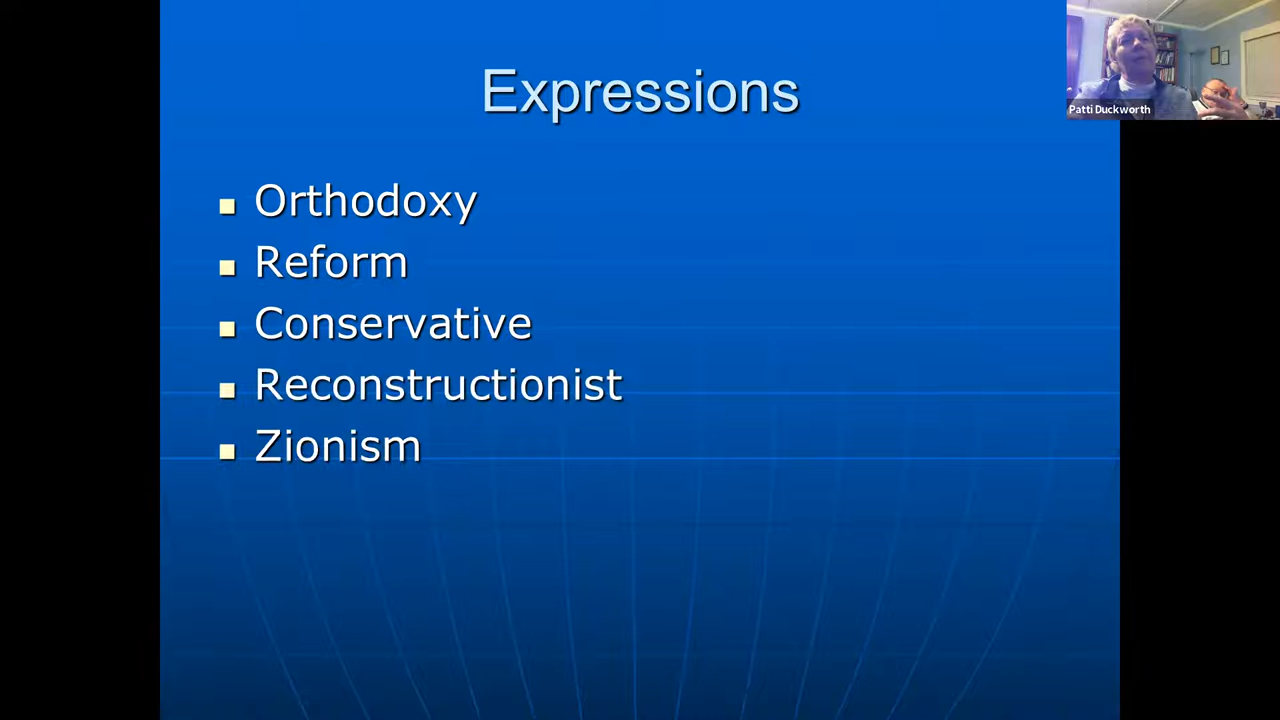 Expressions
Patti Duckworth
Orthodoxy
Reform
Conservative
Reconstructionist
Zionism